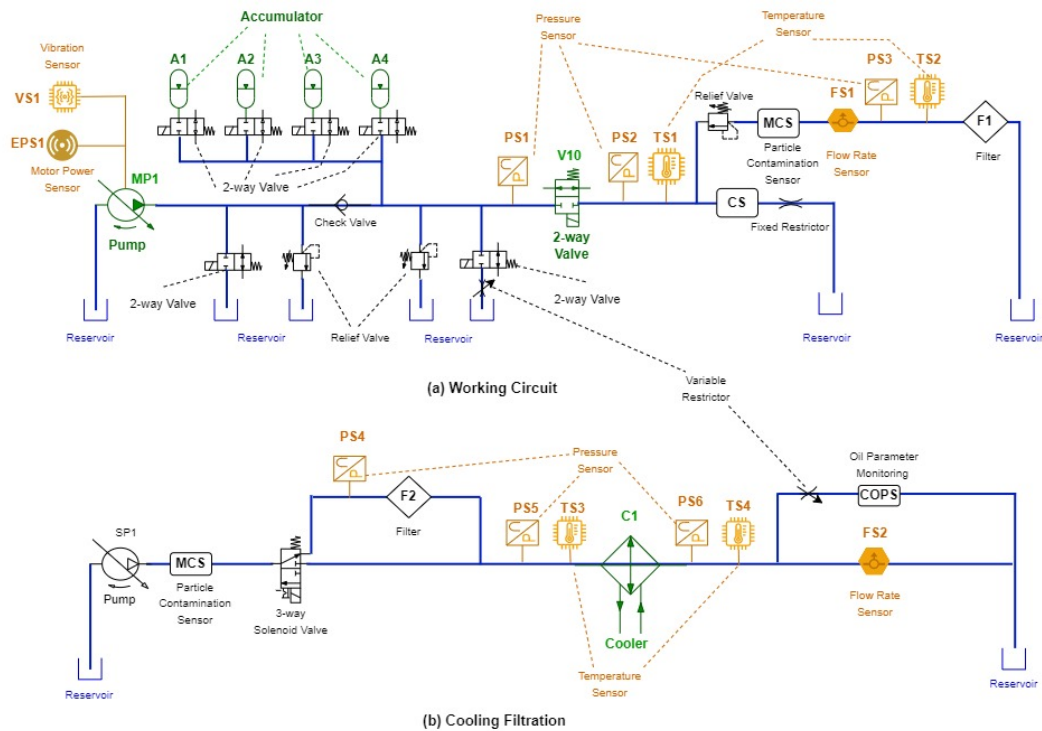 Accumulator
Vibration
Sensor
VS1
EPS1
Motor Power
Sensor
MP1
Pump
A1
A2
A3
A4
2-way Valve
Check Valve
Pressure
Sensor
PS1
V10
2-way
Valve
PS2
TS1
Temperature
Sensor
Relief Valve
MCS
Particle
Contamination
Sensor
FS1
Flow Rate
Sensor
PS3
TS2
F1
Filter
CS
Fixed Restrictor
2-way Valve
Relief Valve
2-way Valve
Reservoir
Reservoir
Reservoir
Reservoir
Reservoir
(a) Working Circuit
Variable
Restrictor
PS4
F2
Filter
Pressure
Sensor
Oil Parameter
Monitoring
COPS
SP1
Pump
MCS
Particle
Contamination
Sensor
3-way
Solenoid Valve
PS5
TS3
C1
Cooler
PS6
TS4
FS2
Flow Rate
Sensor
Temperature
Sensor
Reservoir
Reservoir
(b) Cooling Filtration